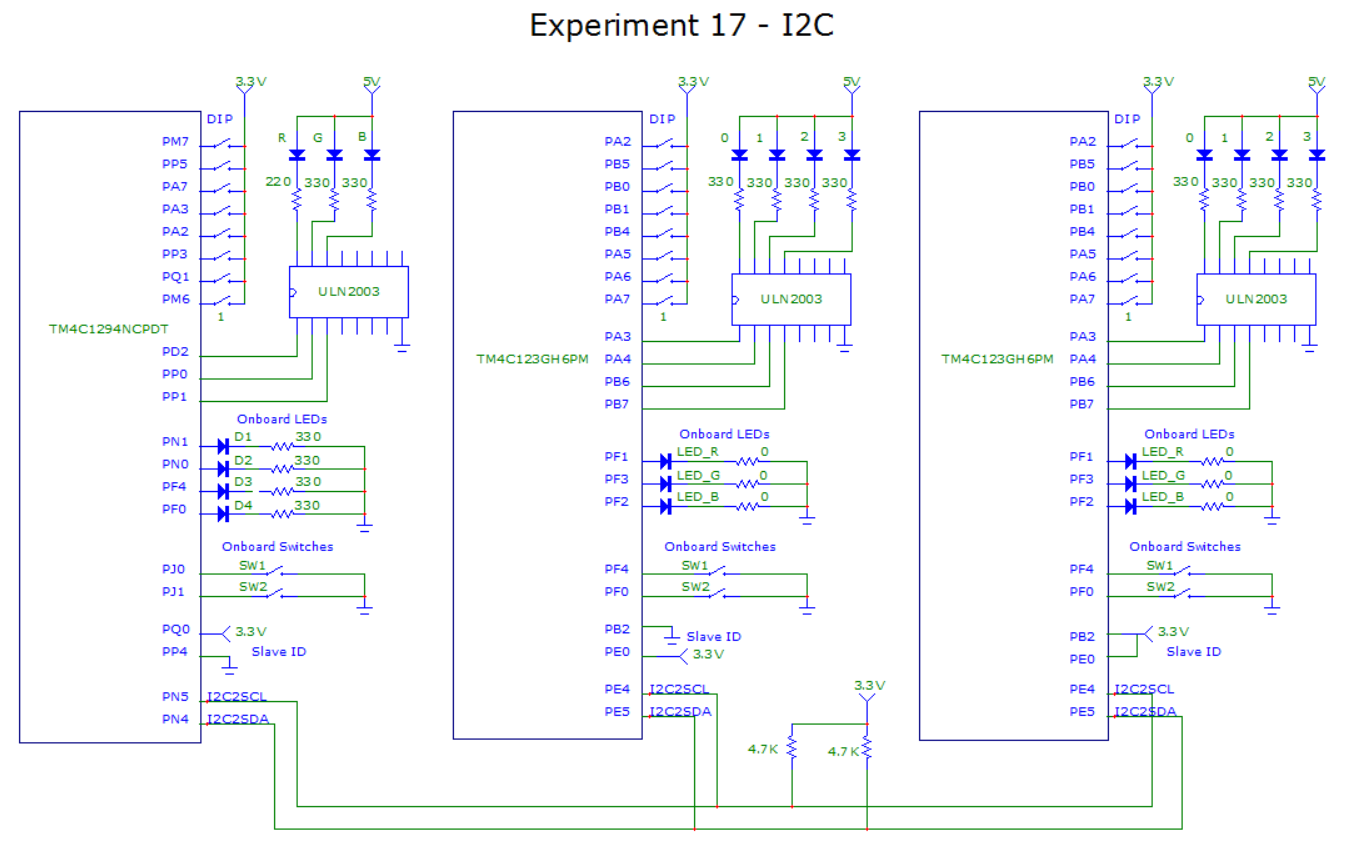 Experiment 17 - I2C
3.3V
5V
DIP
R G B
PM7
PP5
PA7
PA3
PA2
PP3
PQ1
PM6
1
220 330 330
ULN2003
TM4C1294NCPDT
PD2
PP0
PP1
Onboard LEDs
PN1 D1 330
PN0 D2 330
PF4 D3 330
PF0 D4 330
Onboard Switches
PJ0 SW1
PJ1 SW2
PQ0 3.3V
PP4 Slave ID
PN5 I2C2SCL
PN4 I2C2SDA
3.3V
5V
DIP
0 1 2 3
PA2
PB5
PB0
PB1
PB4
PA5
PA6
PA7
1
330 330 330 330
ULN2003
TM4C123GH6PM
PA3
PA4
PB6
PB7
Onboard LEDs
PF1 LED_R 0
PF3 LED_G 0
PF2 LED_B 0
Onboard Switches
PF4 SW1
PF0 SW2
PB2 Slave ID
PE0 3.3V
PE4 I2C2SCL
PE5 I2C2SDA
3.3V
4.7K 4.7K
3.3V
5V
DIP
0 1 2 3
PA2
PB5
PB0
PB1
PB4
PA5
PA6
PA7
1
330 330 330 330
ULN2003
TM4C123GH6PM
PA3
PA4
PB6
PB7
Onboard LEDs
PF1 LED_R 0
PF3 LED_G 0
PF2 LED_B 0
Onboard Switches
PF4 SW1
PF0 SW2
PB2 3.3V
PE0 Slave ID
PE4 I2C2SCL
PE5 I2C2SDA